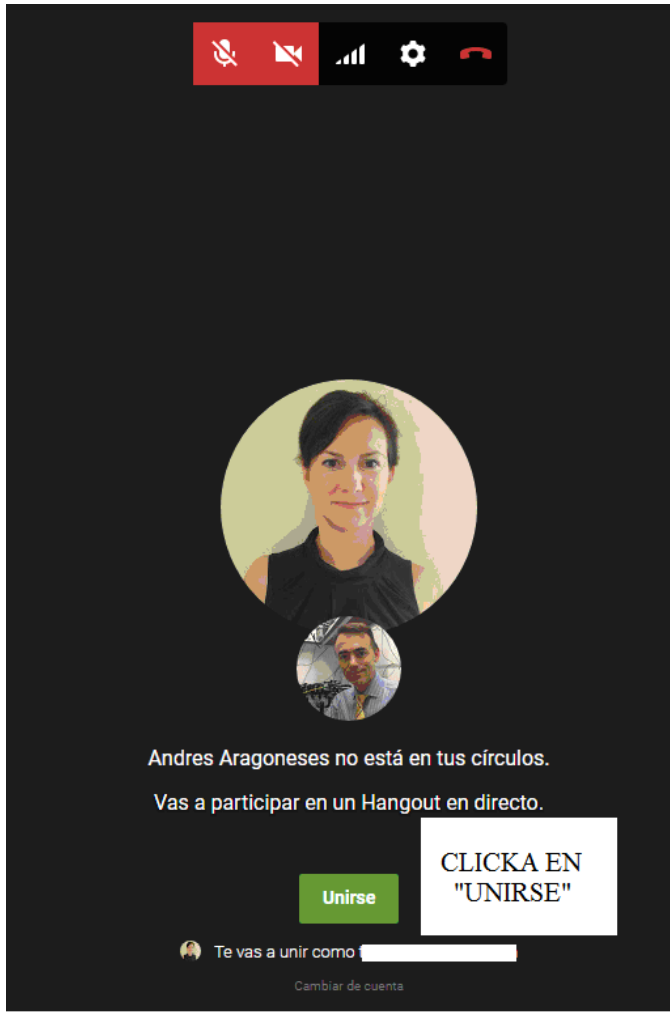 Andres Aragoneses no está en tus círculos.
Vas a participar en un Hangout en directo.
CLICKA EN
"UNIRSE"
Unirse
Te vas a unir como
Cambiar de cuenta